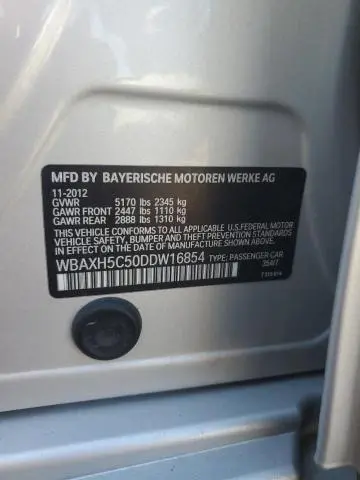 MFD BY BAYERISCHE MOTOREN WERKE AG
11-2012
GVWR 5170 lbs 2345 kg
GAWR FRONT 2447 lbs 1110 kg
GAWR REAR 2888 lbs 1310 kg
THIS VEHICLE CONFORMS TO ALL APPLICABLE U.S.FEDERAL MOTOR
VEHICLE SAFETY, BUMPER, AND THEFT PREVENTION STANDARDS IN
EFFECT ON THE DATE OF MANUFACTURE SHOWN ABOVE.
WBAXH5C50DDW16854 TYPE: PASSENGER CAR
354/7